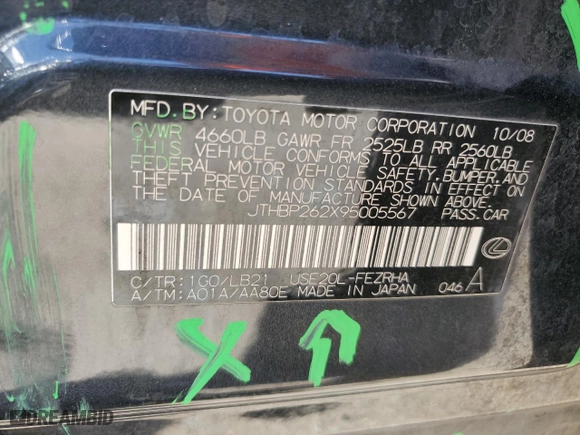 MFD.BY:TOYOTA MOTOR CORPORATION 10/08
GVWR 4660LB GAWR FR 2525LB RR 2560LB
THIS VEHICLE CONFORMS TO ALL APPLICABLE
FEDERAL MOTOR VEHICLE SAFETY,BUMPER,AND
THEFT PREVENTION STANDARDS IN EFFECT ON
THE DATE OF MANUFACTURE SHOWN ABOVE.
JTHBP262X95005567 PASS.CAR
C/TR:1G0/LB21 USE20L-FEZRHA
A/TM:A01A/AA80E MADE IN JAPAN 046 A
DREAMBID